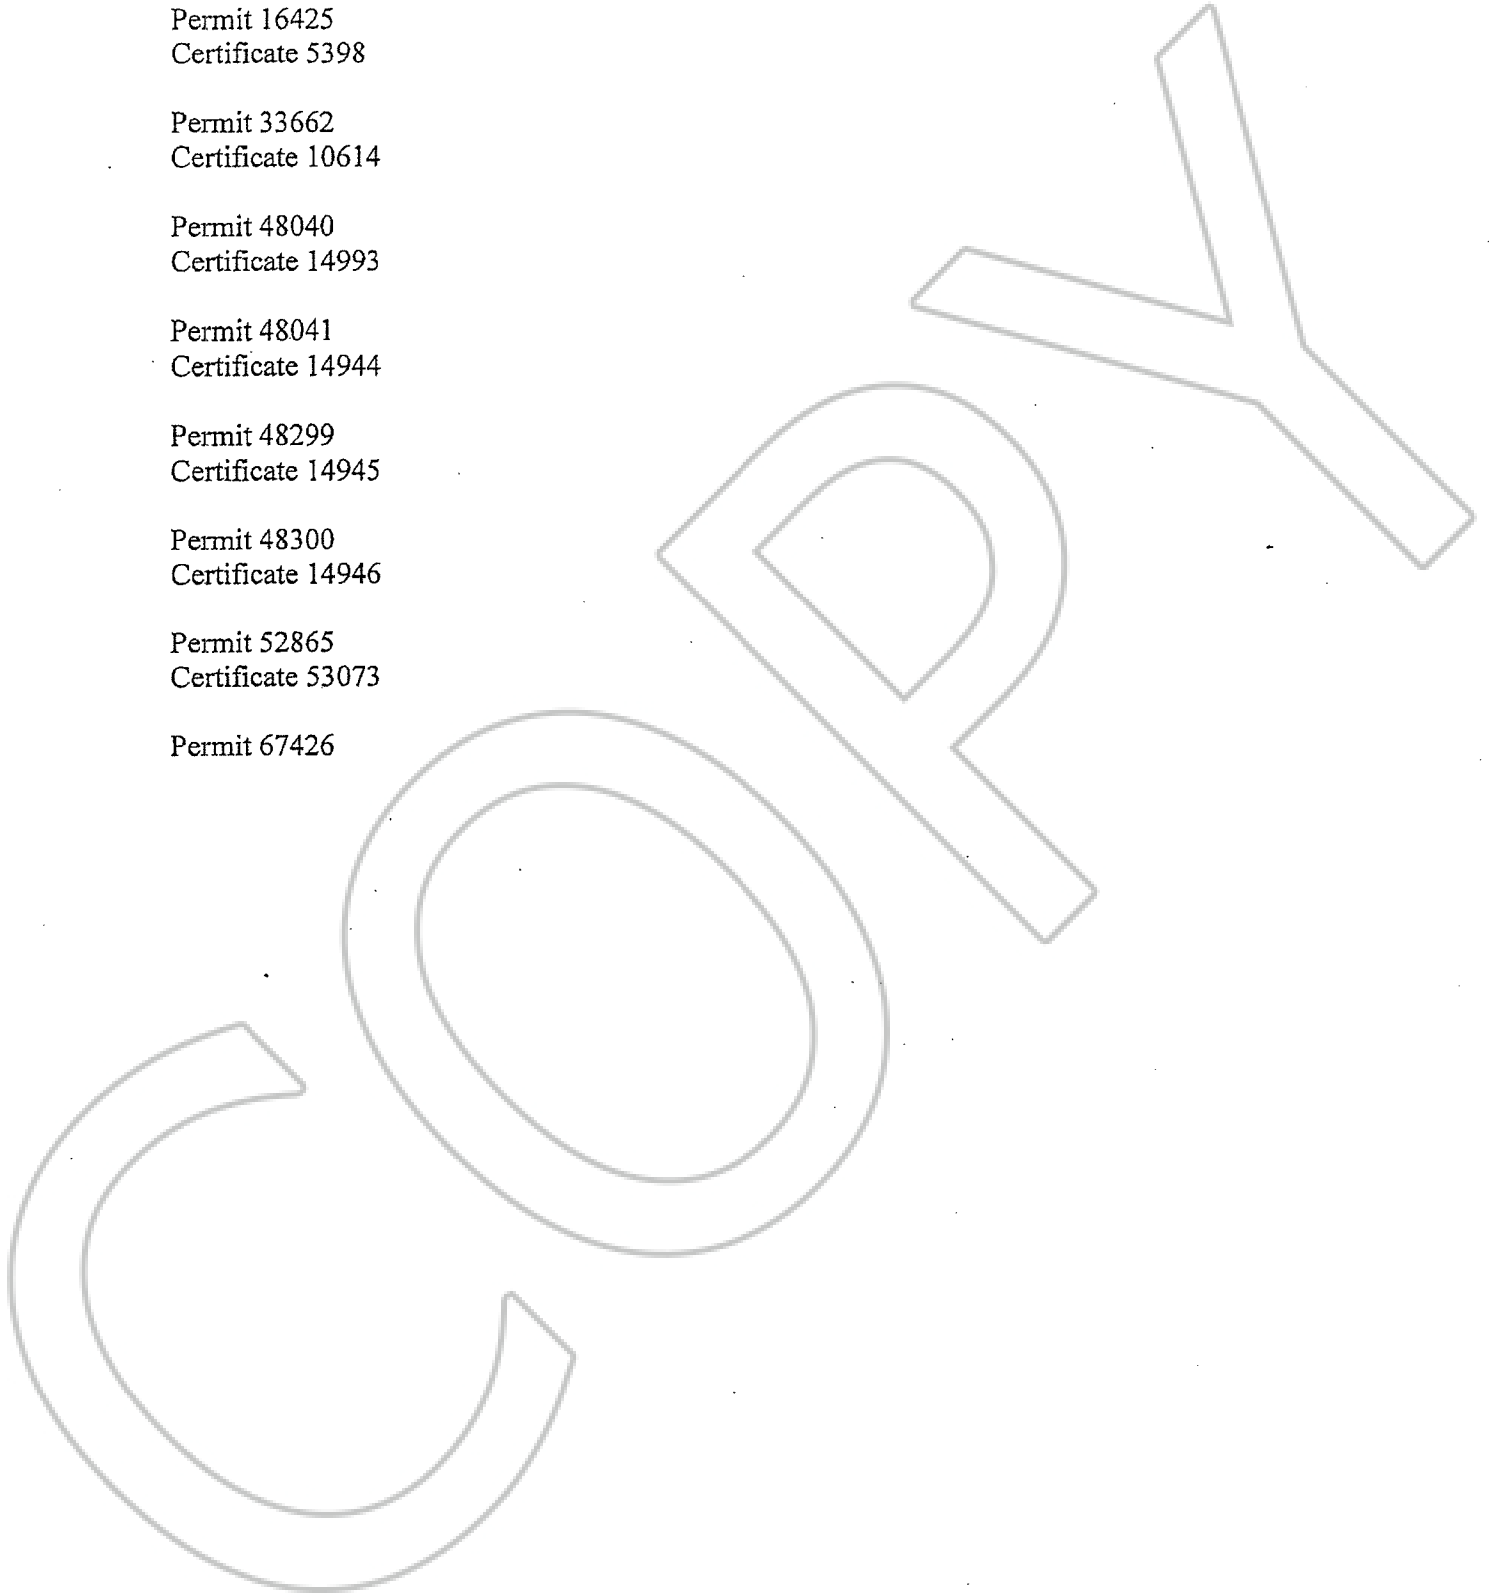 Permit 16425
Certificate 5398
Permit 33662
Certificate 10614
Permit 48040
Certificate 14993
Permit 48041
Certificate 14944
Permit 48299
Certificate 14945
Permit 48300
Certificate 14946
Permit 52865
Certificate 53073
Permit 67426
COPY